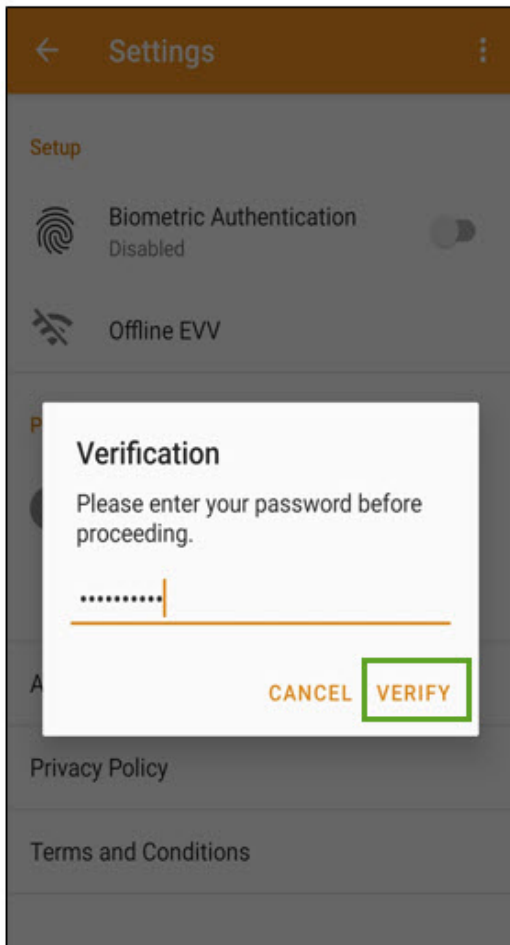 Settings
Setup
Biometric Authentication
Disabled
Offline EVV
P
Verification
Please enter your password before
proceeding.
••••••••••
CANCEL VERIFY
A
Privacy Policy
Terms and Conditions